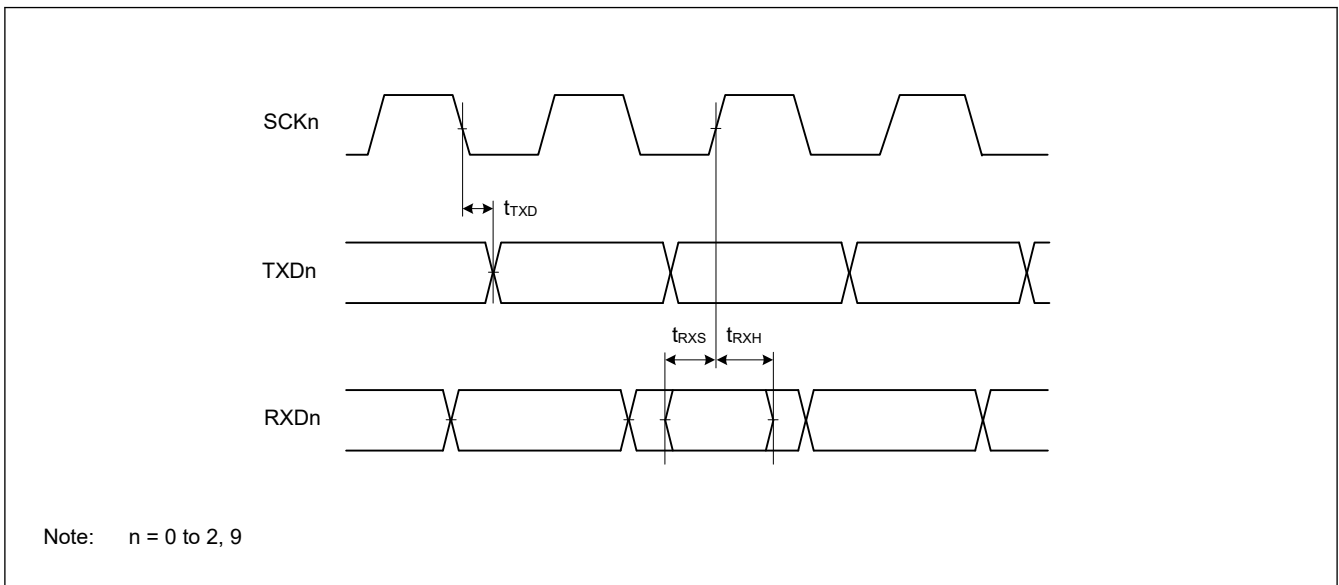 SCKn
tTXD
TXDn
tRXS tRXH
RXDn
Note: n = 0 to 2, 9